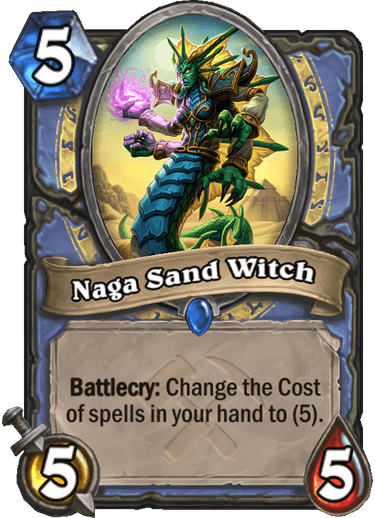 5
Naga Sand Witch
Battlecry: Change the Cost
of spells in your hand to (5).
5
5